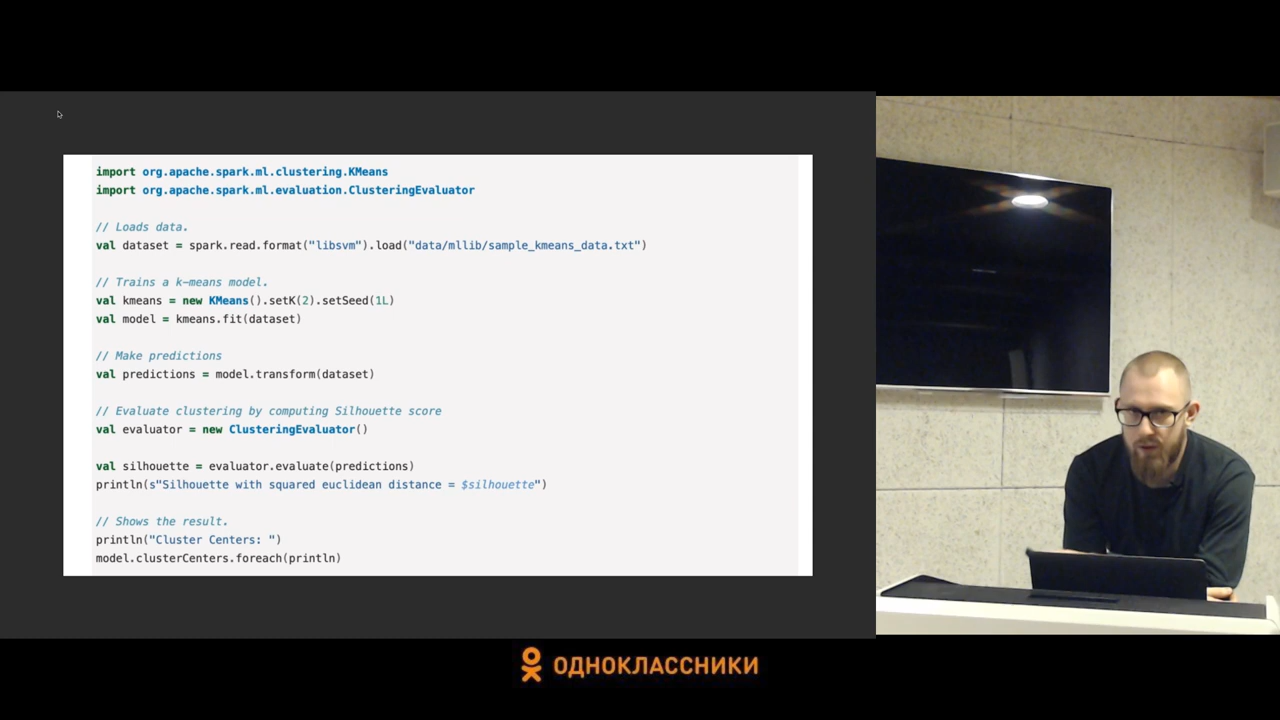 import org.apache.spark.ml.clustering.KMeans
import org.apache.spark.ml.evaluation.ClusteringEvaluator
// Loads data.
val dataset = spark.read.format("libsvm").load("data/mllib/sample_kmeans_data.txt")
// Trains a k-means model.
val kmeans = new KMeans().setK(2).setSeed(1L)
val model = kmeans.fit(dataset)
// Make predictions
val predictions = model.transform(dataset)
// Evaluate clustering by computing Silhouette score
val evaluator = new ClusteringEvaluator()
val silhouette = evaluator.evaluate(predictions)
println(s"Silhouette with squared euclidean distance = $silhouette")
// Shows the result.
println("Cluster Centers: ")
model.clusterCenters.foreach(println)
ОДНОКЛАССНИКИ